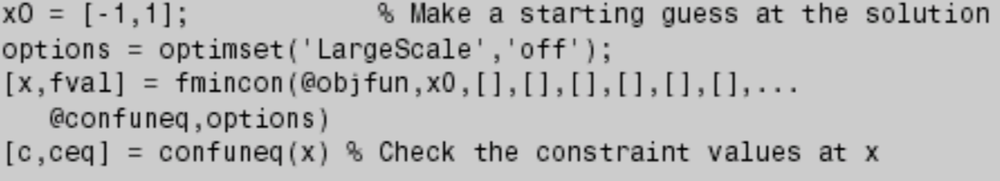 x0 = [-1,1]; % Make a starting guess at the solution
options = optimset('LargeScale','off');
[x,fval] = fmincon(@objfun,x0,[],[],[],[],[],[],...
@confuneq,options)
[c,ceq] = confuneq(x) % Check the constraint values at x